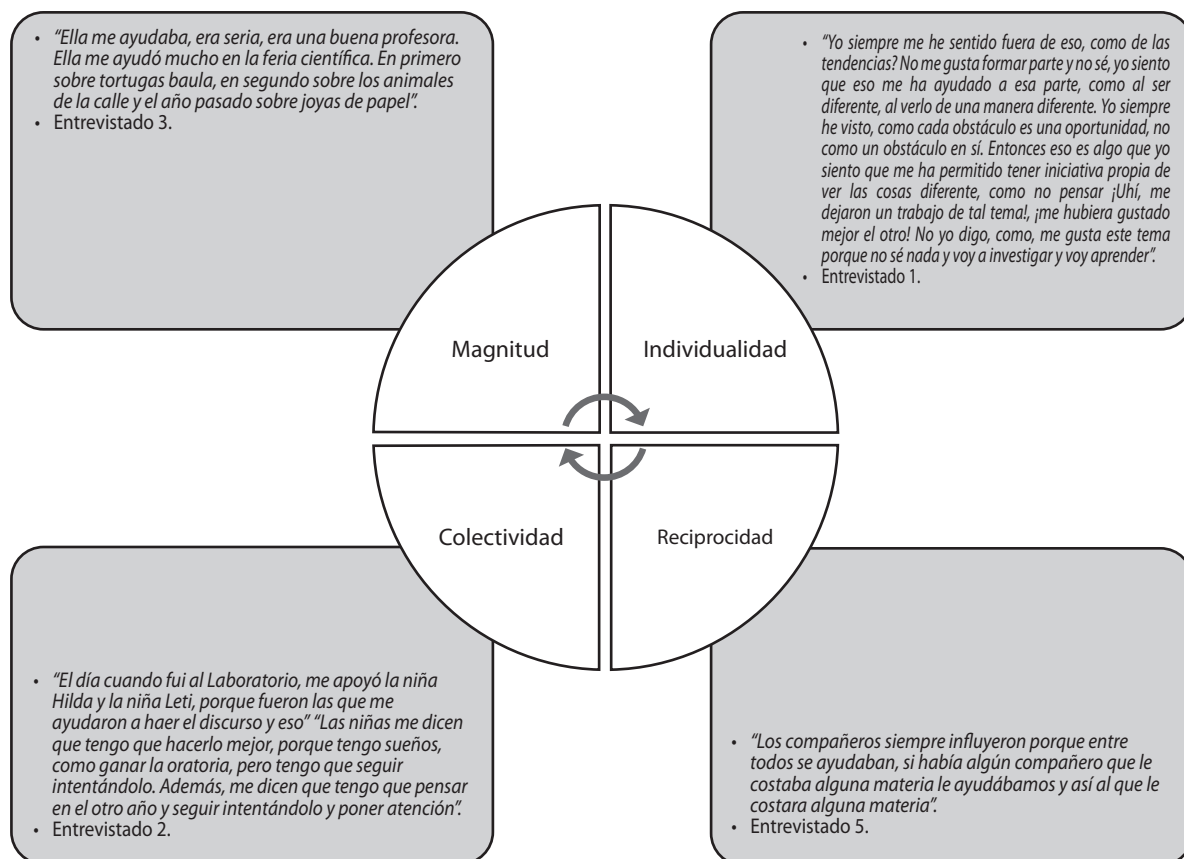 • “Ella me ayudaba, era seria, era una buena profesora.
Ella me ayudó mucho en la feria científica. En primero
sobre tortugas baula, en segundo sobre los animales
de la calle y el año pasado sobre joyas de papel”.
• Entrevistado 3.
• “Yo siempre me he sentido fuera de eso, como de las
tendencias? No me gusta formar parte y no sé, yo siento
que eso me ha ayudado a esa parte, como al ser
diferente, al verlo de una manera diferente. Yo siempre
he visto, como cada obstáculo es una oportunidad, no
como un obstáculo en sí. Entonces eso es algo que yo
siento que me ha permitido tener iniciativa propia de
ver las cosas diferente, como no pensar ¡Uhí, me
dejaron un trabajo de tal tema!, ¡me hubiera gustado
mejor el otro! No yo digo, como, me gusta este tema
porque no sé nada y voy a investigar y voy aprender”.
• Entrevistado 1.
Magnitud
Individualidad
Colectividad
Reciprocidad
• “El día cuando fui al Laboratorio, me apoyó la niña
Hilda y la niña Leti, porque fueron las que me
ayudaron a haer el discurso y eso” “Las niñas me dicen
que tengo que hacerlo mejor, porque tengo sueños,
como ganar la oratoria, pero tengo que seguir
intentándolo. Además, me dicen que tengo que pensar
en el otro año y seguir intentándolo y poner atención”.
• Entrevistado 2.
• “Los compañeros siempre influyeron porque entre
todos se ayudaban, si había algún compañero que le
costaba alguna materia le ayudábamos y así al que le
costara alguna materia”.
• Entrevistado 5.